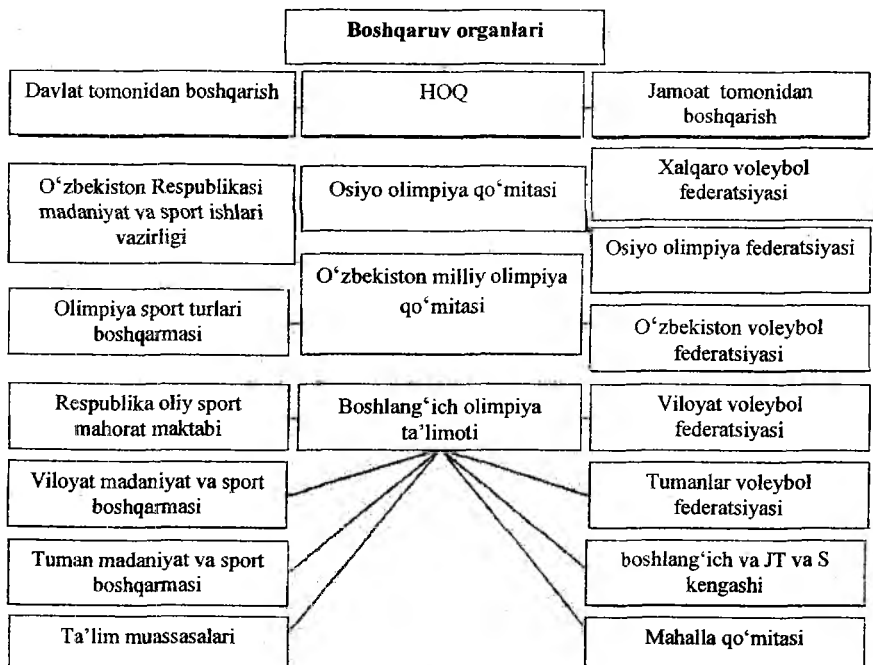 Boshqaruv organlari
Davlat tomonidan boshqarish
HOQ
Jamoat tomonidan
boshqarish
O‘zbekiston Respublikasi
madaniyat va sport ishlari
vazirligi
Osiyo olimpiya qo‘mitasi
Xalqaro voleybol
federatsiyasi
Osiyo olimpiya federatsiyasi
Olimpiya sport turlari
boshqarmasi
O‘zbekiston milliy olimpiya
qo‘mitasi
O‘zbekiston voleybol
federatsiyasi
Respublika oliy sport
mahorat maktabi
Boshlang‘ich olimpiya
ta’limoti
Viloyat voleybol
federatsiyasi
Viloyat madaniyat va sport
boshqarmasi
Tumanlar voleybol
federatsiyasi
Tuman madaniyat va sport
boshqarmasi
boshlang‘ich va JT va S
kengashi
Ta’lim muassasalari
Mahalla qo‘mitasi